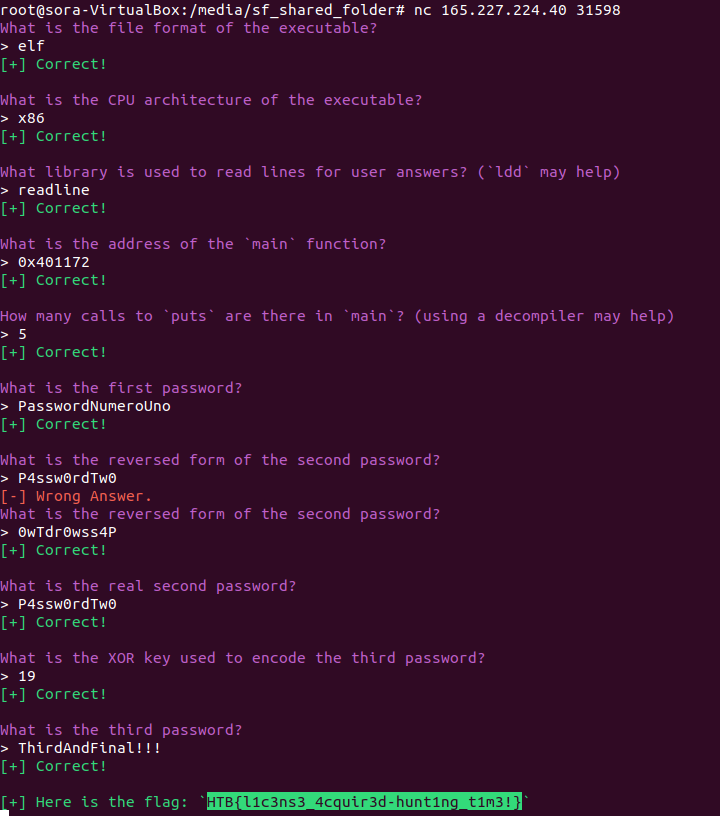 root@sora-VirtualBox:/media/sf_shared_folder# nc 165.227.224.40 31598
What is the file format of the executable?
> elf
[+] Correct!
What is the CPU architecture of the executable?
> x86
[+] Correct!
What library is used to read lines for user answers? (`ldd` may help)
> readline
[+] Correct!
What is the address of the `main` function?
> 0x401172
[+] Correct!
How many calls to `puts` are there in `main`? (using a decompiler may help)
> 5
[+] Correct!
What is the first password?
> PasswordNumeroUno
[+] Correct!
What is the reversed form of the second password?
> P4ssw0rdTw0
[-] Wrong Answer.
What is the reversed form of the second password?
> 0wTdr0wss4P
[+] Correct!
What is the real second password?
> P4ssw0rdTw0
[+] Correct!
What is the XOR key used to encode the third password?
> 19
[+] Correct!
What is the third password?
> ThirdAndFinal!!!
[+] Correct!
[+] Here is the flag: `HTB{l1c3ns3_4cquir3d-hunt1ng_t1m3!}`